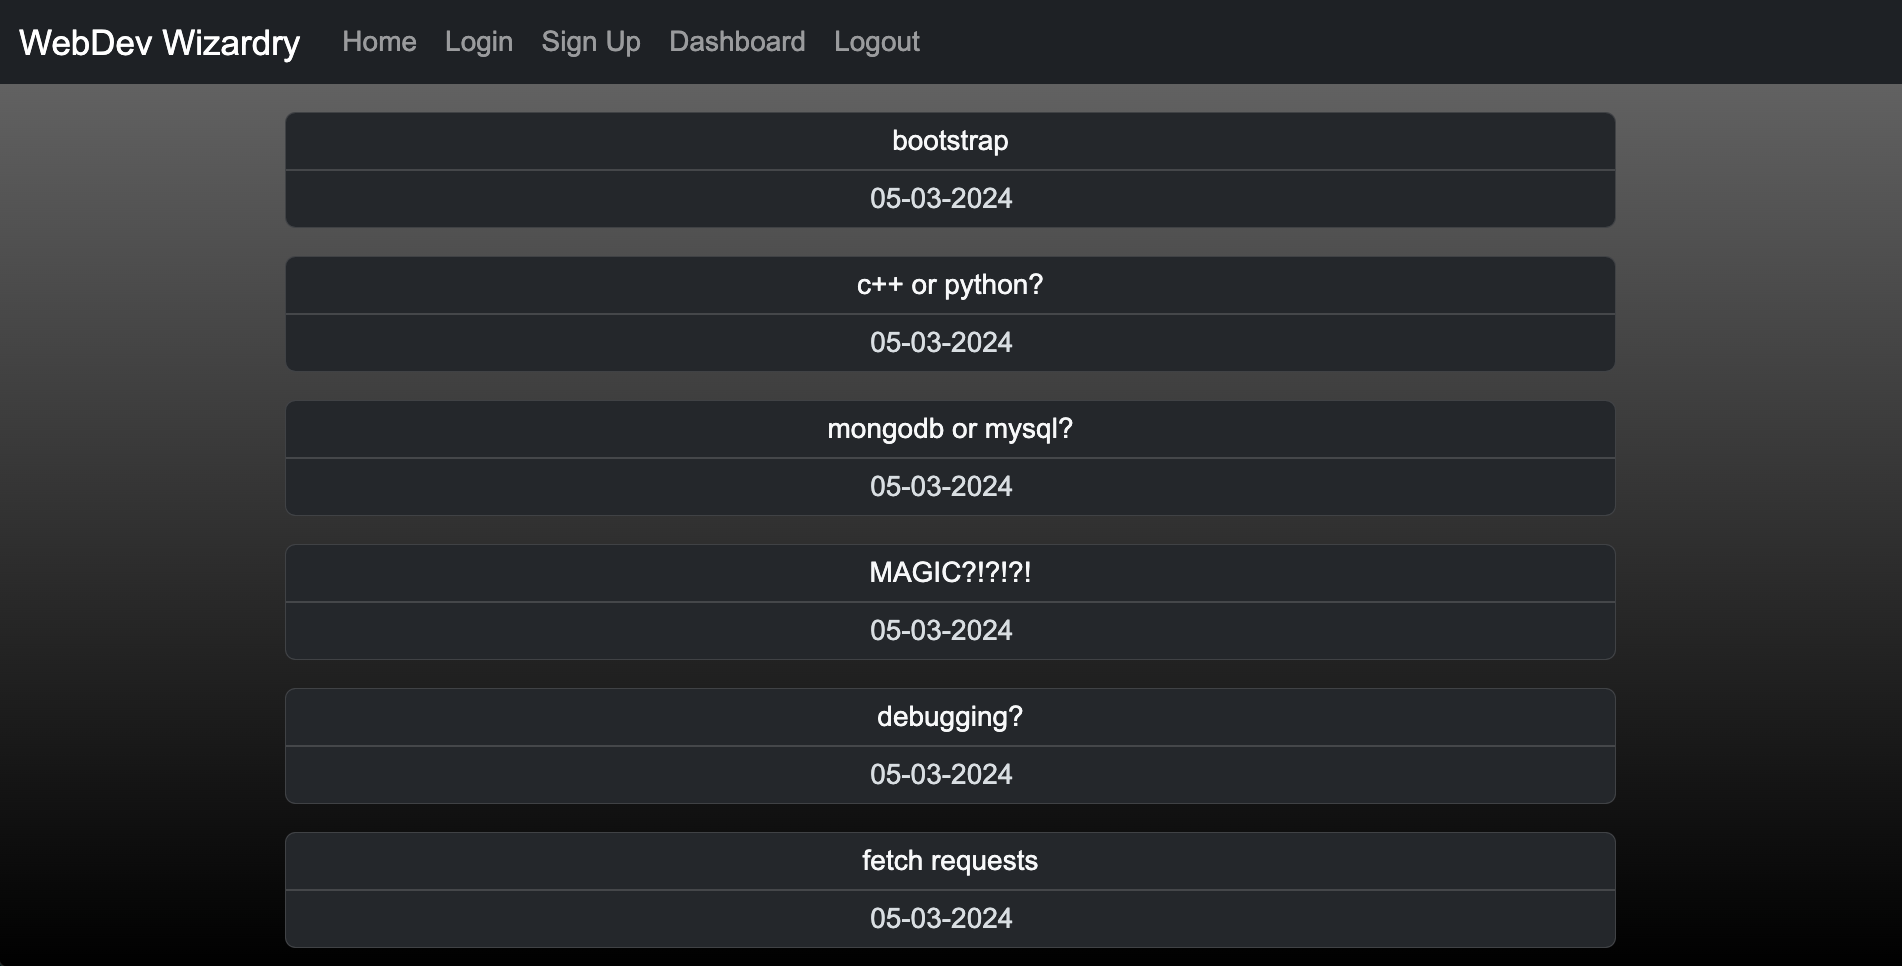 WebDev Wizardry Home Login Sign Up Dashboard Logout
bootstrap
05-03-2024
c++ or python?
05-03-2024
mongodb or mysql?
05-03-2024
MAGIC?!?!?!
05-03-2024
debugging?
05-03-2024
fetch requests
05-03-2024